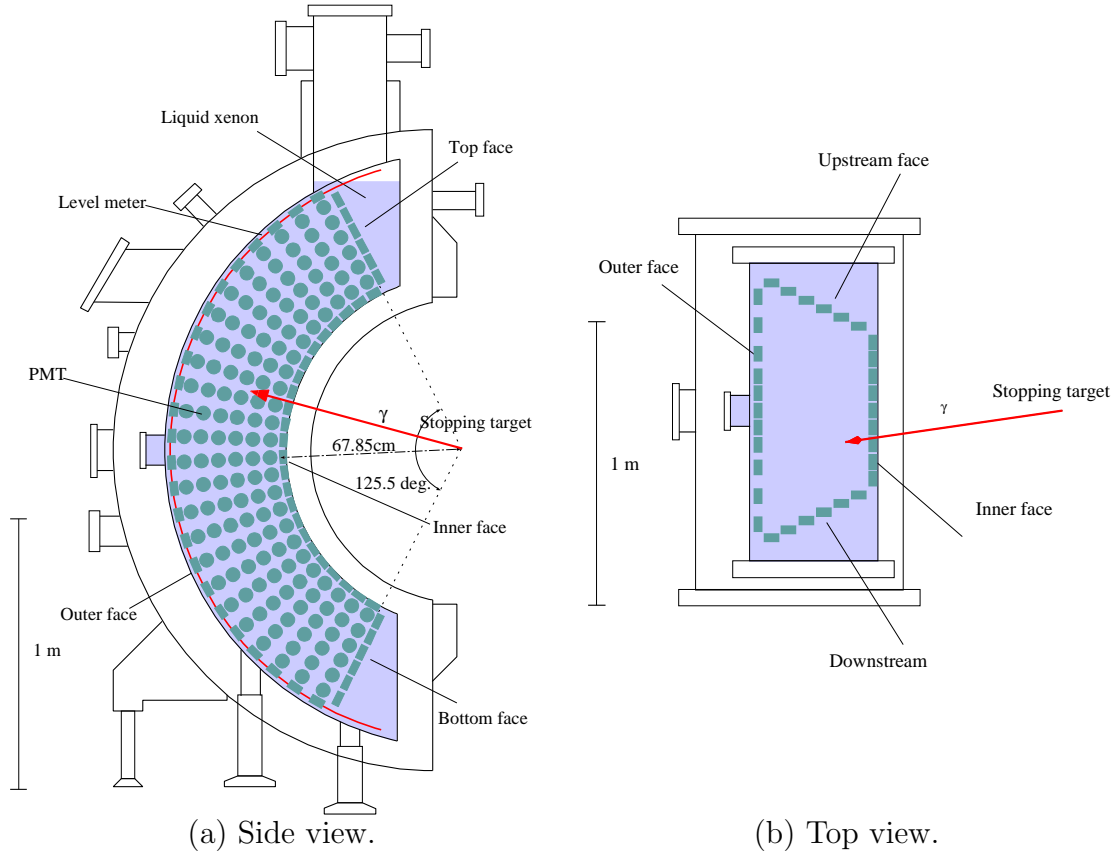 Liquid xenon
Top face
Level meter
PMT
γ
Stopping target
67.85cm
125.5 deg.
Inner face
Outer face
1 m
Bottom face
(a) Side view.
Upstream face
Outer face
Stopping target
γ
1 m
Inner face
Downstream
(b) Top view.